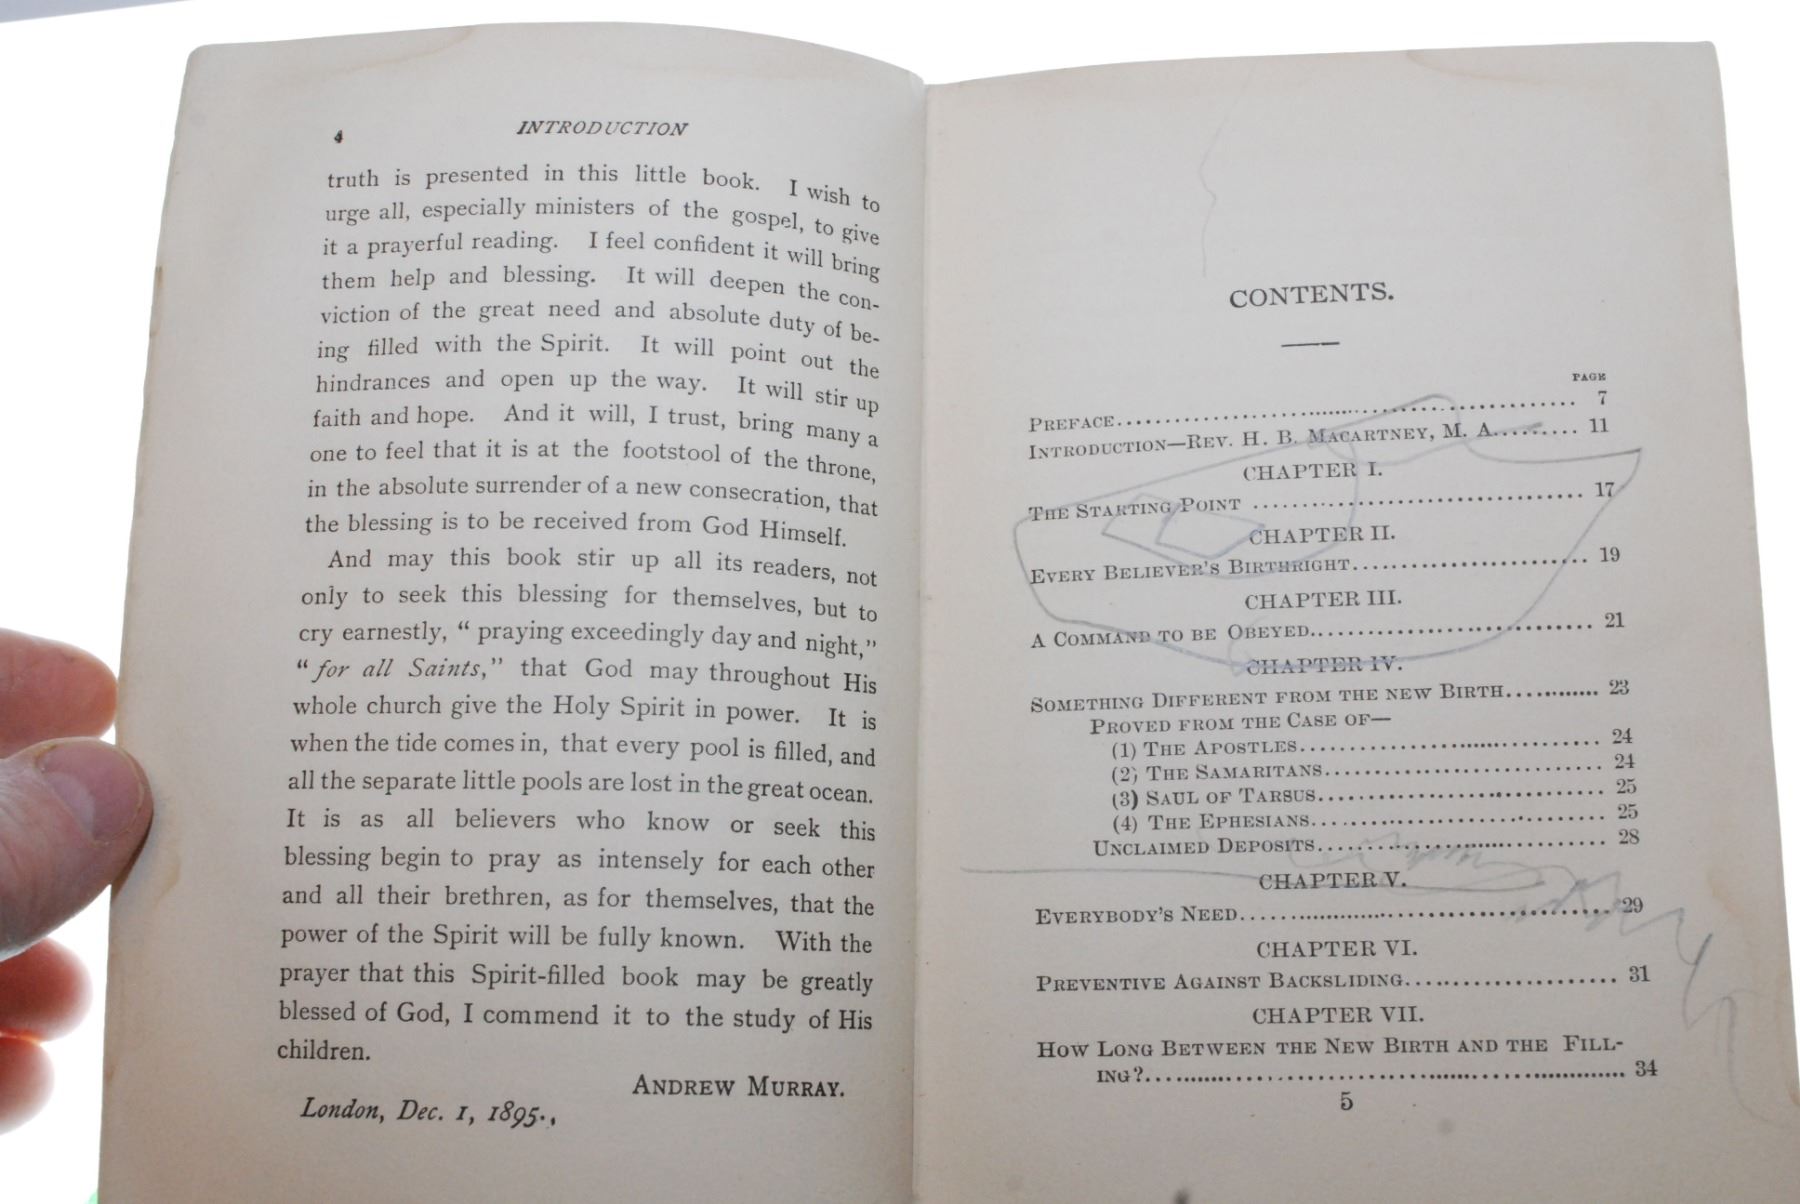 4 INTRODUCTION
truth is presented in this little book. I wish to
urge all, especially ministers of the gospel, to give
it a prayerful reading. I feel confident it will bring
them help and blessing. It will deepen the con-
viction of the great need and absolute duty of be-
ing filled with the Spirit. It will point out the
hindrances and open up the way. It will stir up
faith and hope. And it will, I trust, bring many a
one to feel that it is at the footstool of the throne,
in the absolute surrender of a new consecration, that
the blessing is to be received from God Himself.
And may this book stir up all its readers, not
only to seek this blessing for themselves, but to
cry earnestly, “ praying exceedingly day and night,”
“for all Saints,” that God may throughout His
whole church give the Holy Spirit in power. It is
when the tide comes in, that every pool is filled, and
all the separate little pools are lost in the great ocean.
It is as all believers who know or seek this
blessing begin to pray as intensely for each other
and all their brethren, as for themselves, that the
power of the Spirit will be fully known. With the
prayer that this Spirit-filled book may be greatly
blessed of God, I commend it to the study of His
children.
ANDREW MURRAY.
London, Dec. 1, 1895.,
CONTENTS.
PAGE
PREFACE........................................ 7
INTRODUCTION—REV. H. B. MACARTNEY, M. A......... 11
CHAPTER I.
THE STARTING POINT ............................ 17
CHAPTER II.
EVERY BELIEVER'S BIRTHRIGHT.................... 19
CHAPTER III.
A COMMAND TO BE OBEYED......................... 21
CHAPTER IV.
SOMETHING DIFFERENT FROM THE NEW BIRTH............ 23
PROVED FROM THE CASE OF—
(1) THE APOSTLES............................... 24
(2) THE SAMARITANS............................. 24
(3) SAUL OF TARSUS............................. 25
(4) THE EPHESIANS.............................. 25
UNCLAIMED DEPOSITS............................. 28
CHAPTER V.
EVERYBODY'S NEED............................... 29
CHAPTER VI.
PREVENTIVE AGAINST BACKSLIDING................. 31
CHAPTER VII.
HOW LONG BETWEEN THE NEW BIRTH AND THE FILL-
ING?........................................... 34
5